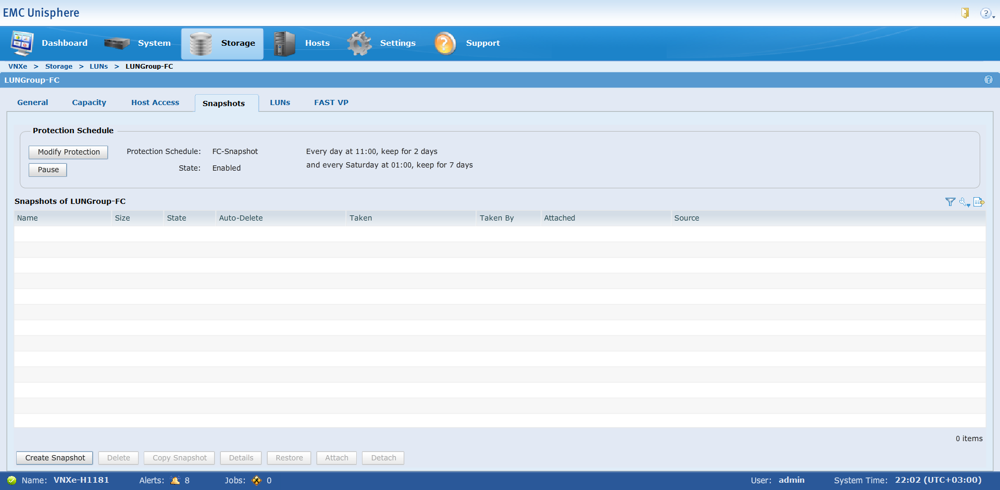 EMC Unisphere
Dashboard System Storage Hosts Settings Support
VNXe > Storage > LUNs > LUNGroup-FC
LUNGroup-FC
General Capacity Host Access Snapshots LUNs FAST VP
Protection Schedule
Modify Protection Protection Schedule: FC-Snapshot Every day at 11:00, keep for 2 days
Pause State: Enabled and every Saturday at 01:00, keep for 7 days
Snapshots of LUNGroup-FC
Name Size State Auto-Delete Taken Taken By Attached Source
0 items
Create Snapshot Delete Copy Snapshot Details Restore Attach Detach
Name: VNXe-H1181 Alerts: 8 Jobs: 0 User: admin System Time: 22:02 (UTC+03:00)